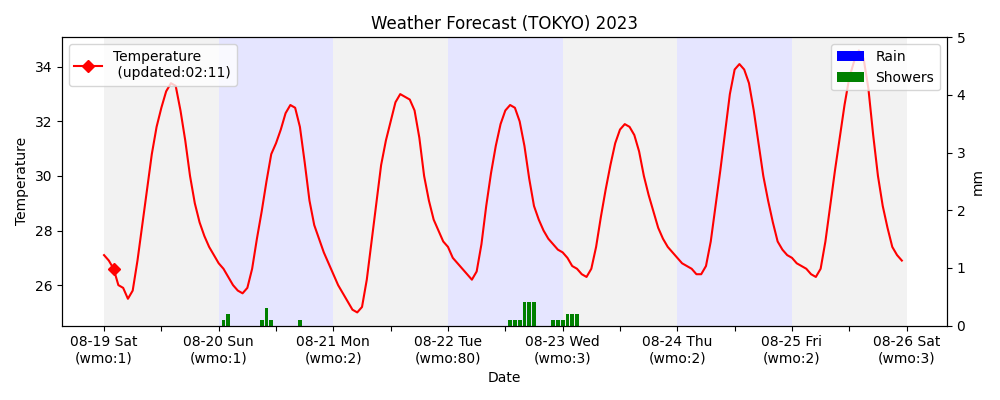 Weather Forecast (TOKYO) 2023
Temperature
(updated:02:11)
Rain
Showers
34
32
30
28
26
Temperature
5
4
3
2
1
0
mm
08-19 Sat
(wmo:1)
08-20 Sun
(wmo:1)
08-21 Mon
(wmo:2)
08-22 Tue
(wmo:80)
08-23 Wed
(wmo:3)
08-24 Thu
(wmo:2)
08-25 Fri
(wmo:2)
08-26 Sat
(wmo:3)
Date